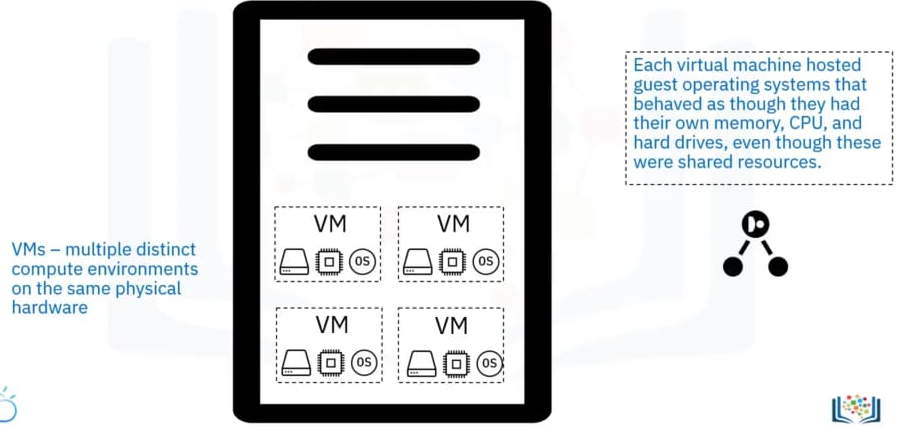 Each virtual machine hosted
guest operating systems that
behaved as though they had
their own memory, CPU, and
hard drives, even though these
were shared resources.
VMs – multiple distinct
compute environments
on the same physical
hardware
VM
OS
VM
OS
VM
OS
VM
OS